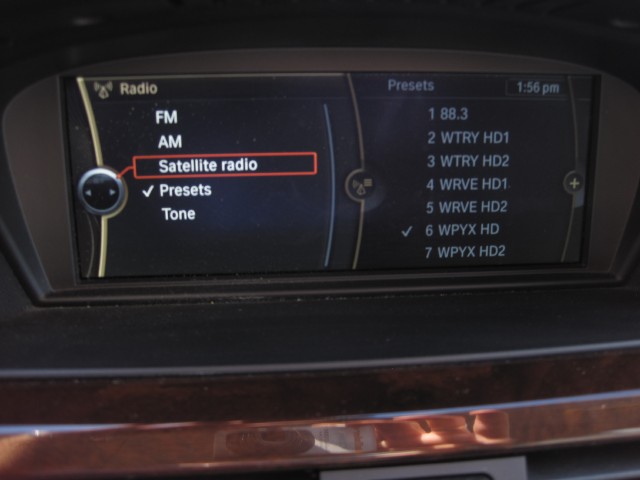 Radio
FM
AM
Satellite radio
✓ Presets
Tone
Presets
1:56 pm
1 88.3
2 WTRY HD1
3 WTRY HD2
4 WRVE HD1
5 WRVE HD2
✓ 6 WPYX HD
7 WPYX HD2